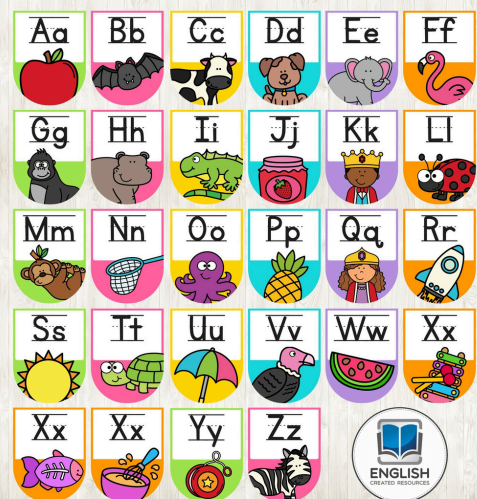 Aa Bb Cc Dd Ee Ff
Gg Hh Ii Jj Kk Ll
Mm Nn Oo Pp Qq Rr
Ss Tt Uu Vv Ww Xx
Xx Xx Yy Zz
ENGLISH
CREATED RESOURCES